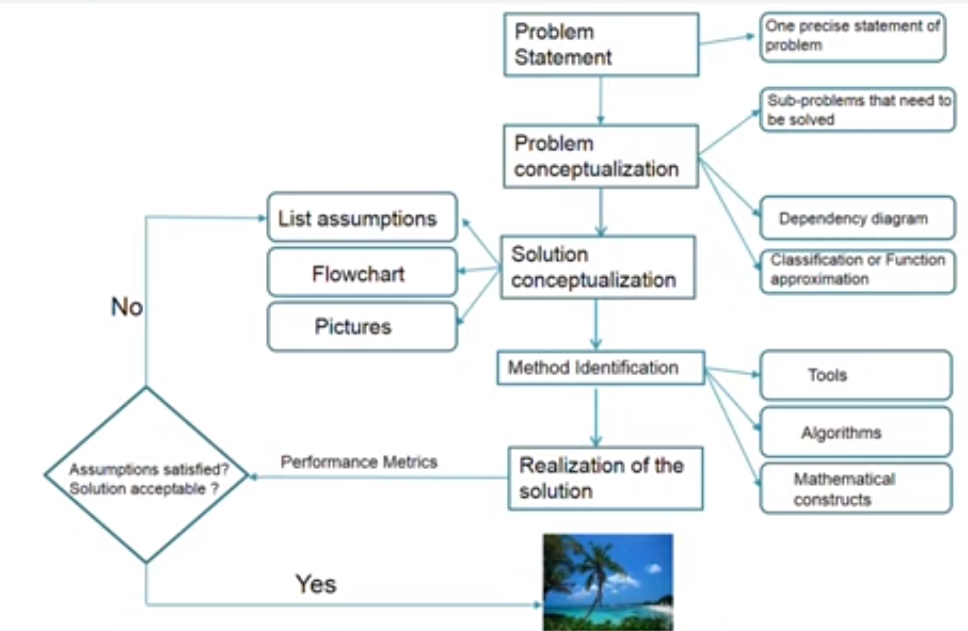 Problem
Statement
One precise statement of
problem
Sub-problems that need to
be solved
Problem
conceptualization
Dependency diagram
Classification or Function
approximation
List assumptions
Flowchart
Pictures
Solution
conceptualization
No
Method Identification
Tools
Algorithms
Mathematical
constructs
Realization of the
solution
Performance Metrics
Assumptions satisfied?
Solution acceptable ?
Yes